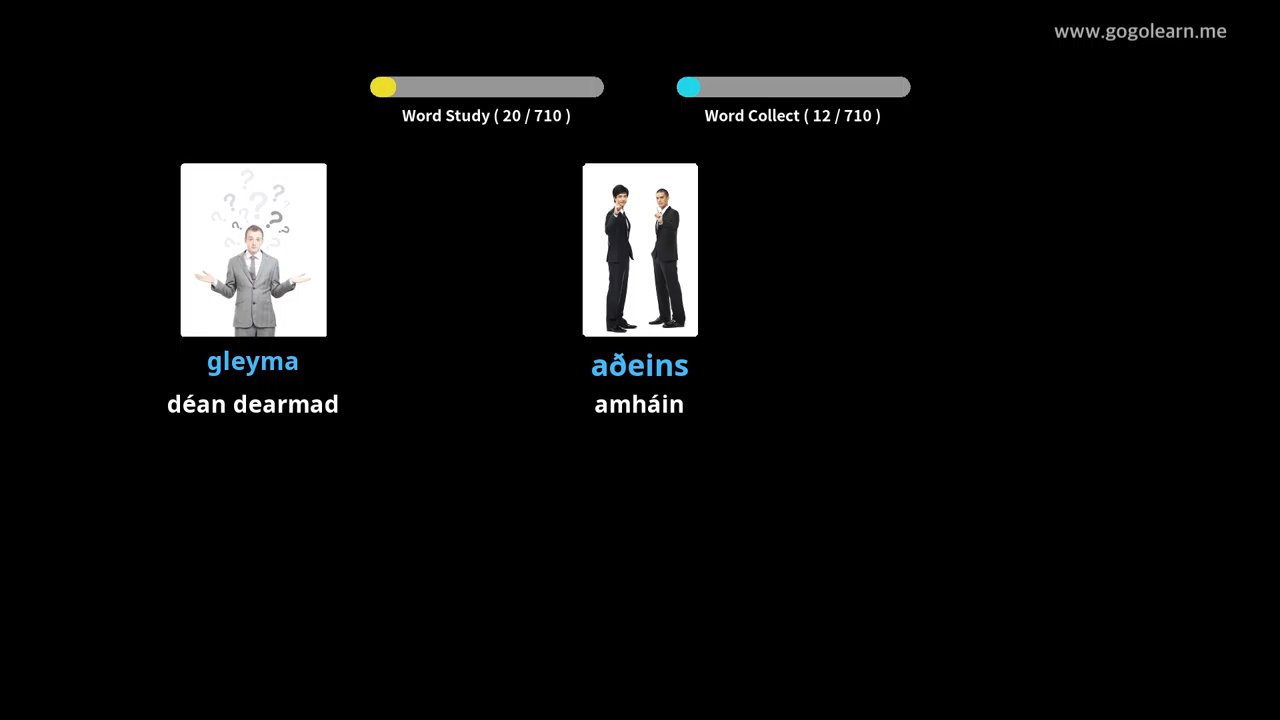 www.gogolearn.me
Word Study ( 20 / 710 )
Word Collect ( 12 / 710 )
gleyma
déan dearmad
aðeins
amháin